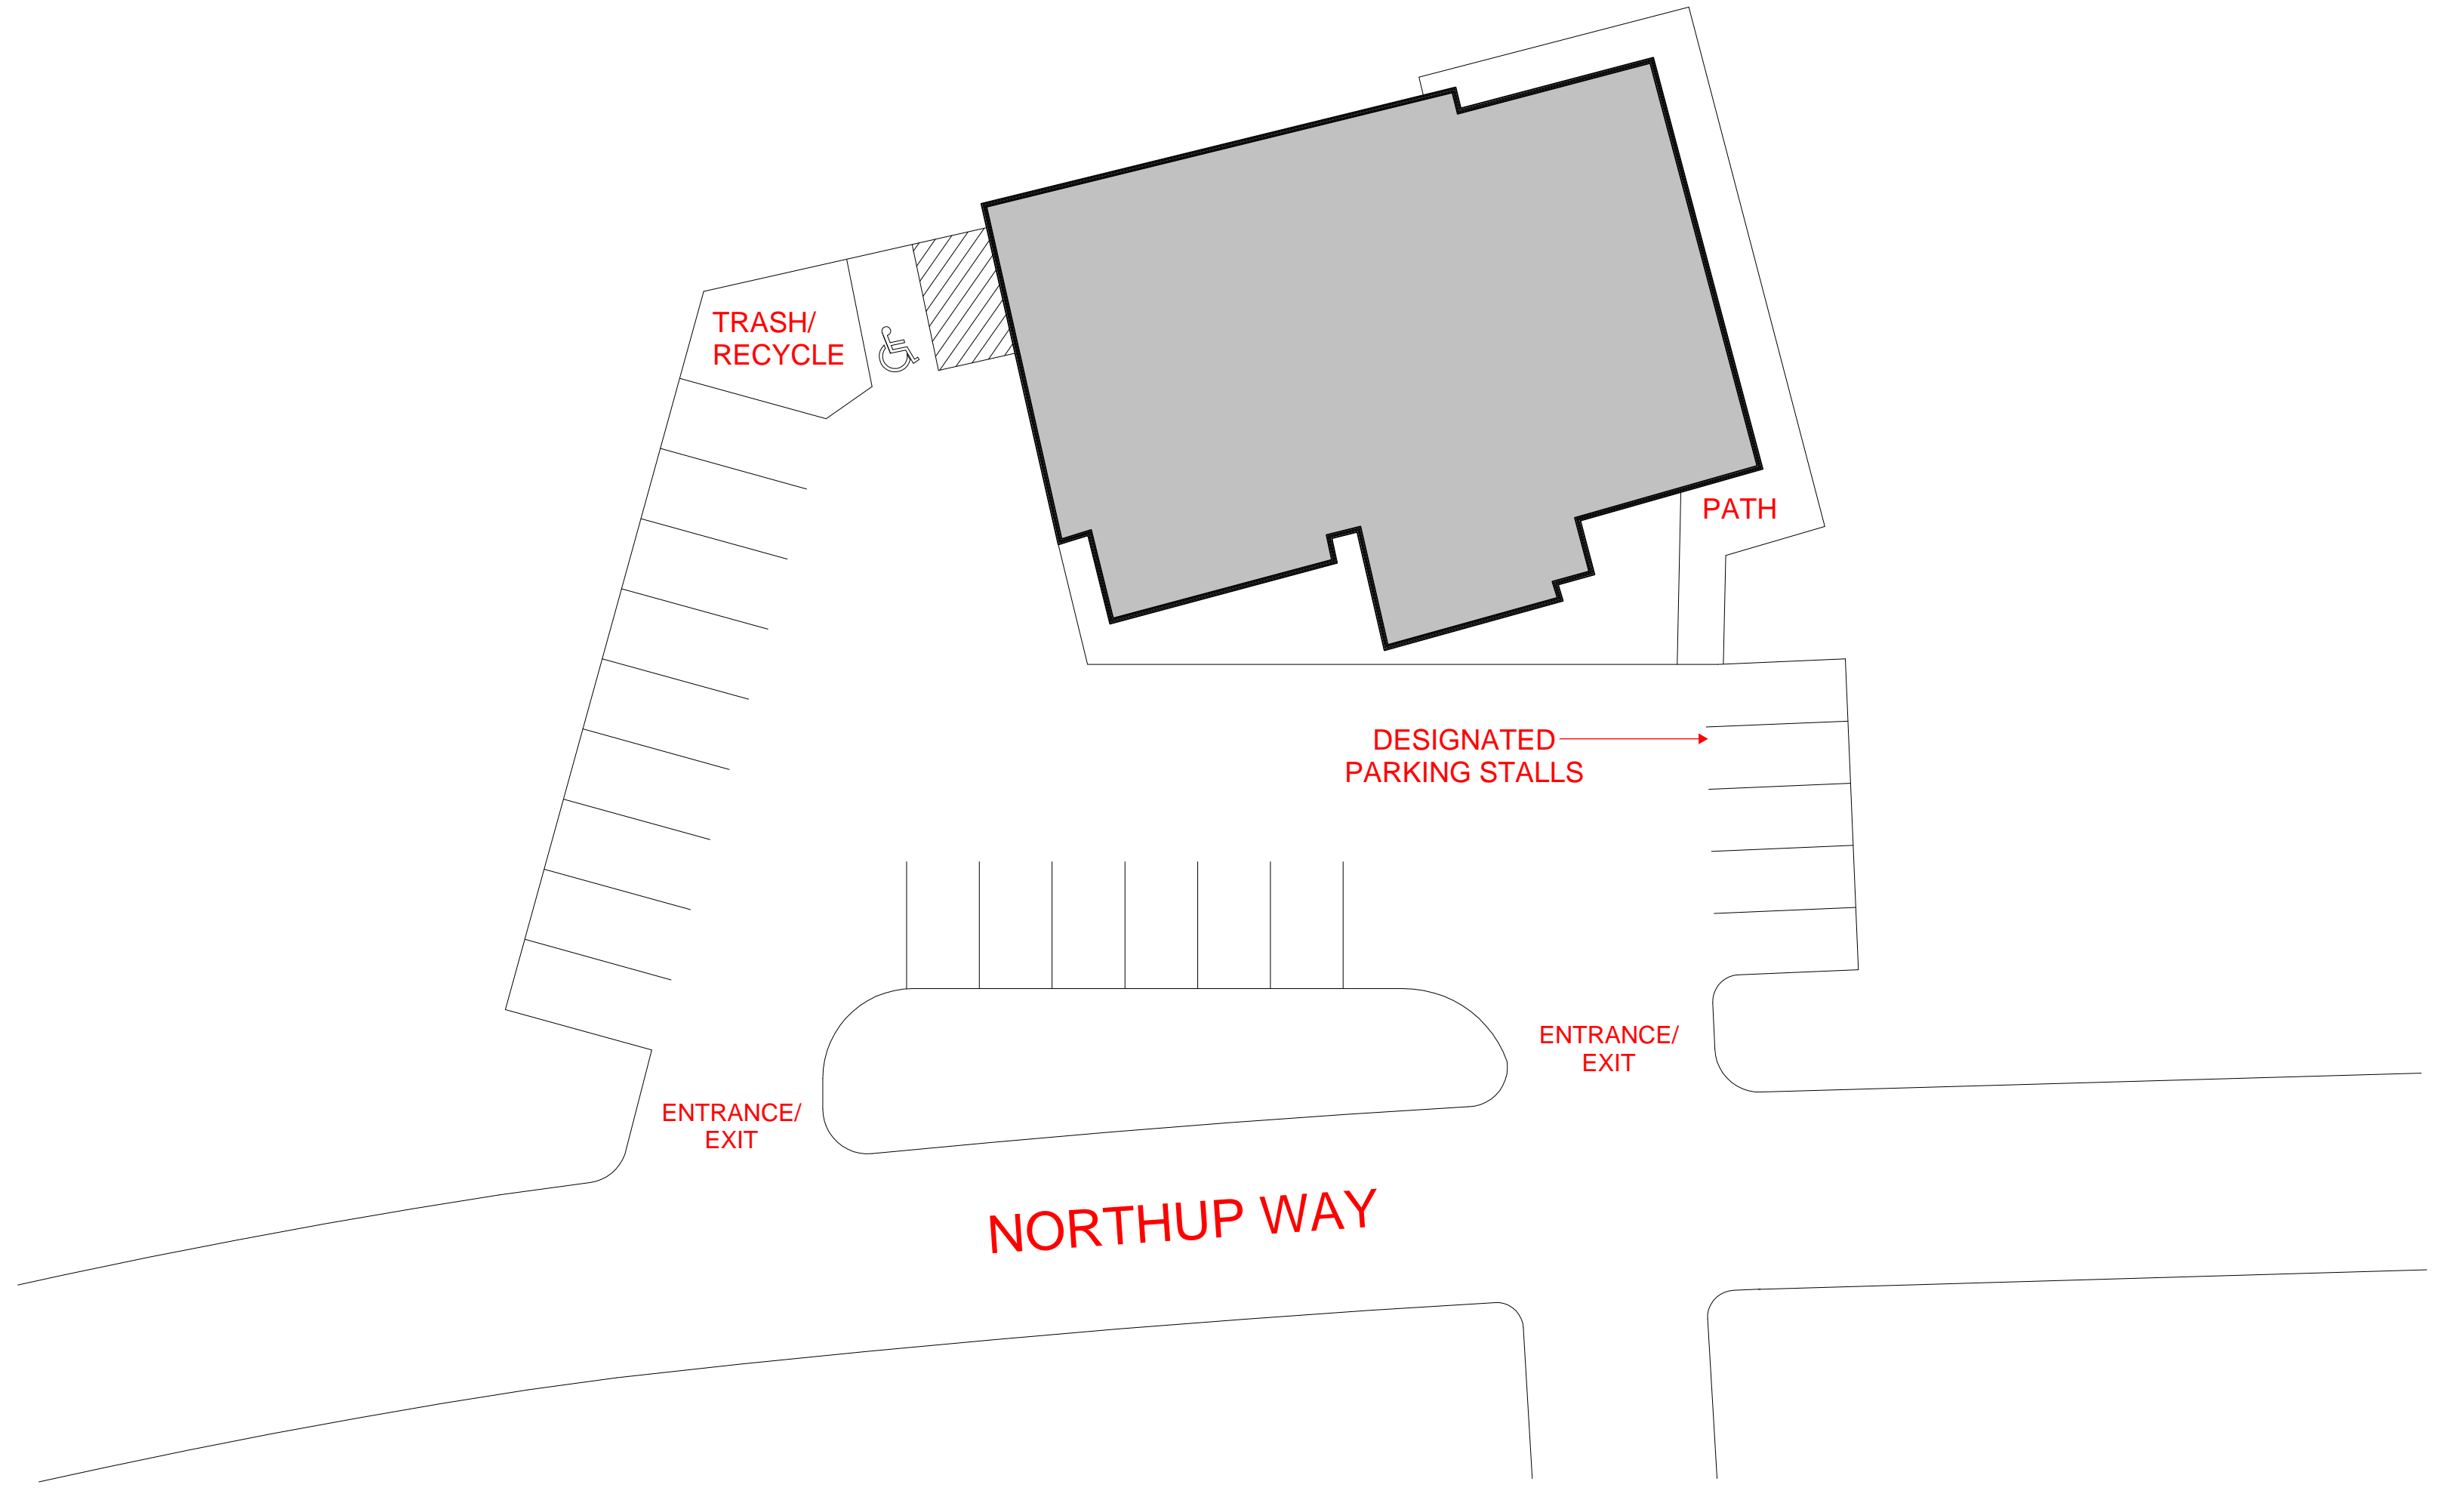 TRASH/
RECYCLE
PATH
DESIGNATED
PARKING STALLS
ENTRANCE/
EXIT
ENTRANCE/
EXIT
NORTHUP WAY